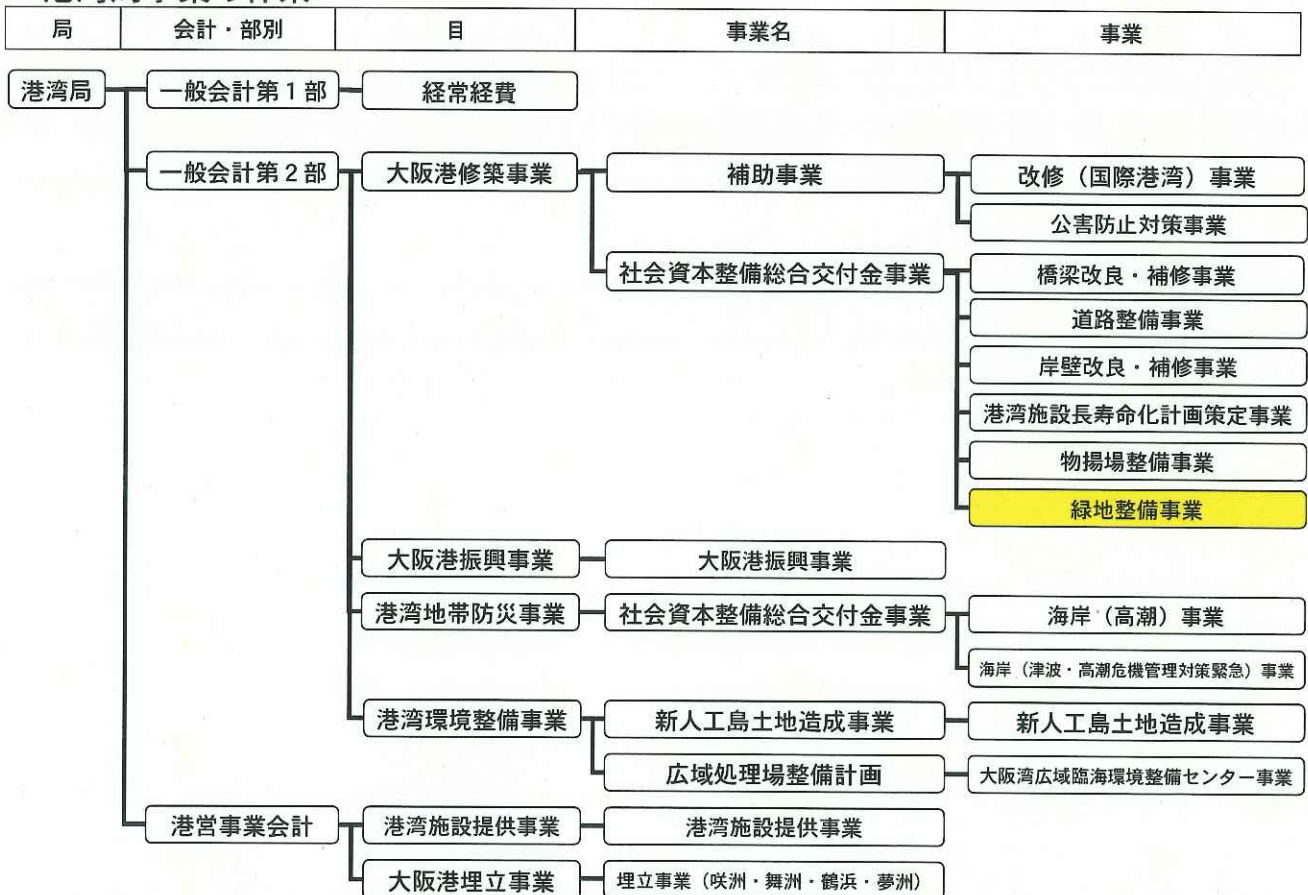 局 会計・部別 目 事業名 事業
港湾局 一般会計第１部 経常経費
一般会計第２部 大阪港修築事業 補助事業 改修（国際港湾）事業
公害防止対策事業
社会資本整備総合交付金事業 橋梁改良・補修事業
道路整備事業
岸壁改良・補修事業
港湾施設長寿命化計画策定事業
物揚場整備事業
緑地整備事業
大阪港振興事業 大阪港振興事業
港湾地帯防災事業 社会資本整備総合交付金事業 海岸（高潮）事業
海岸（津波・高潮危機管理対策緊急）事業
港湾環境整備事業 新人工島土地造成事業 新人工島土地造成事業
広域処理場整備計画 大阪湾広域臨海環境整備センター事業
港営事業会計 港湾施設提供事業 港湾施設提供事業
大阪港埋立事業 埋立事業（咲洲・舞洲・鶴浜・夢洲）